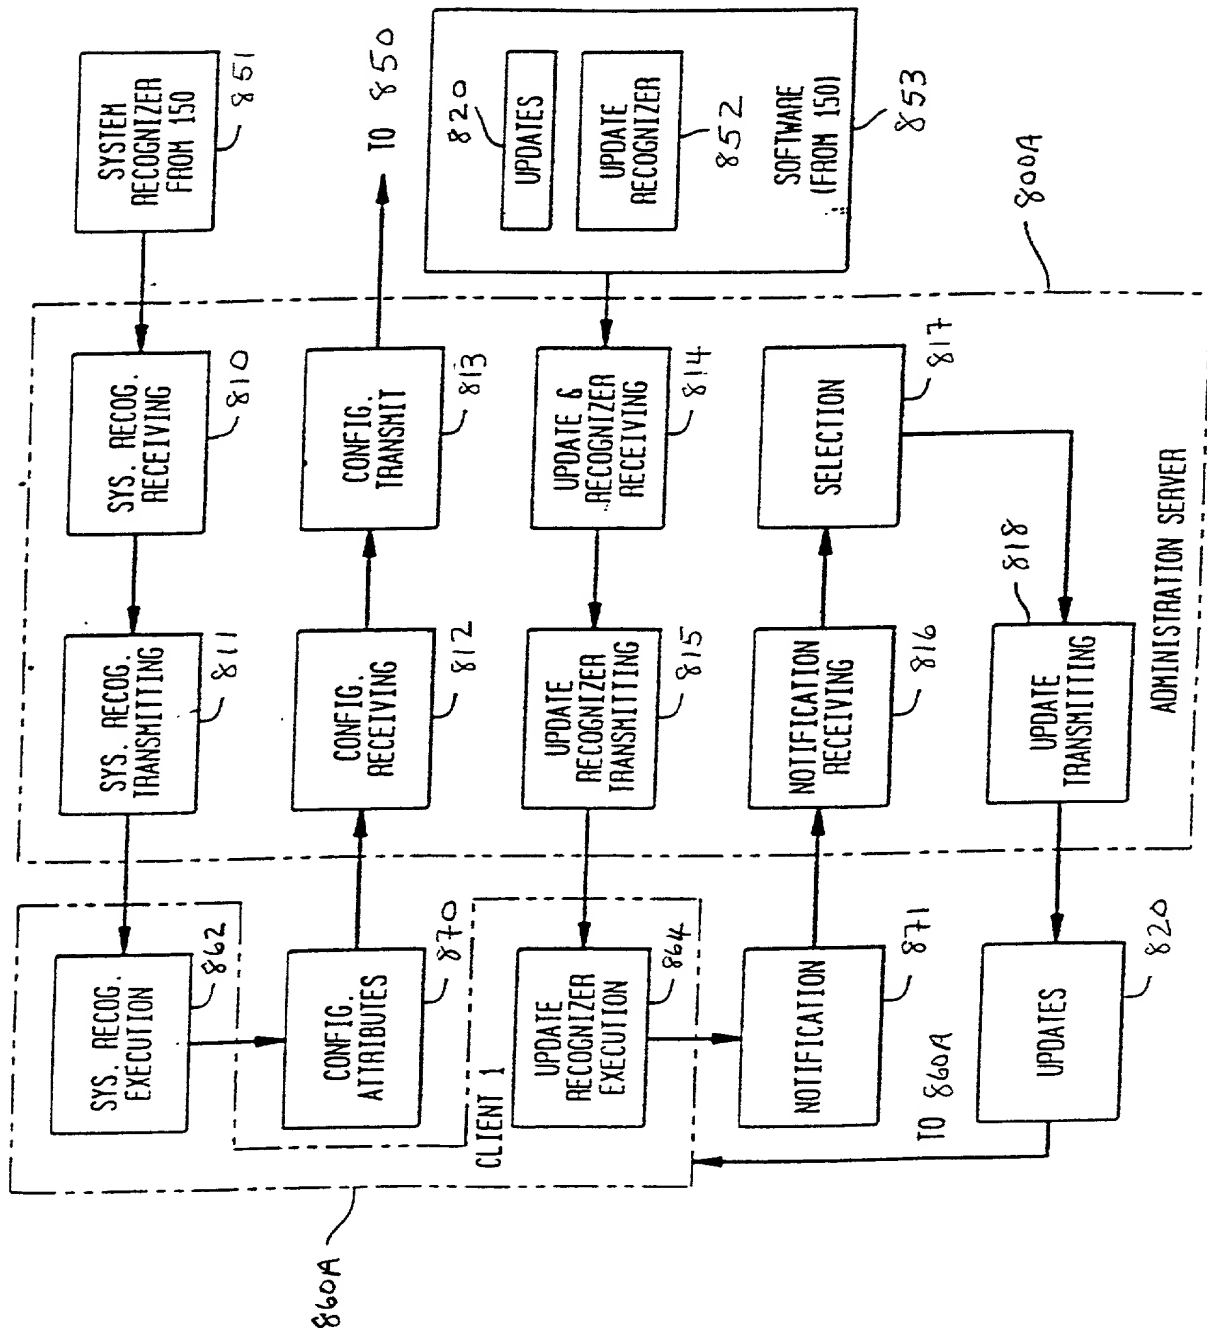 SYSTEM
RECOGNIZER
FROM 150
851
SYS. RECOG.
RECEIVING
810
SYS. RECOG.
TRANSMITTING
811
SYS. RECOG.
EXECUTION
862
CONFIG.
ATTRIBUTES
870
CONFIG.
RECEIVING
812
CONFIG.
TRANSMIT
813
TO 850
820
UPDATES
UPDATE
RECOGNIZER
852
SOFTWARE
(FROM 150)
853
UPDATE &
RECOGNIZER
RECEIVING
814
UPDATE
RECOGNIZER
TRANSMITTING
815
CLIENT 1
UPDATE
RECOGNIZER
EXECUTION
864
NOTIFICATION
871
NOTIFICATION
RECEIVING
816
SELECTION
817
800A
818
UPDATE
TRANSMITTING
ADMINISTRATION SERVER
TO 860A
UPDATES
820
860A